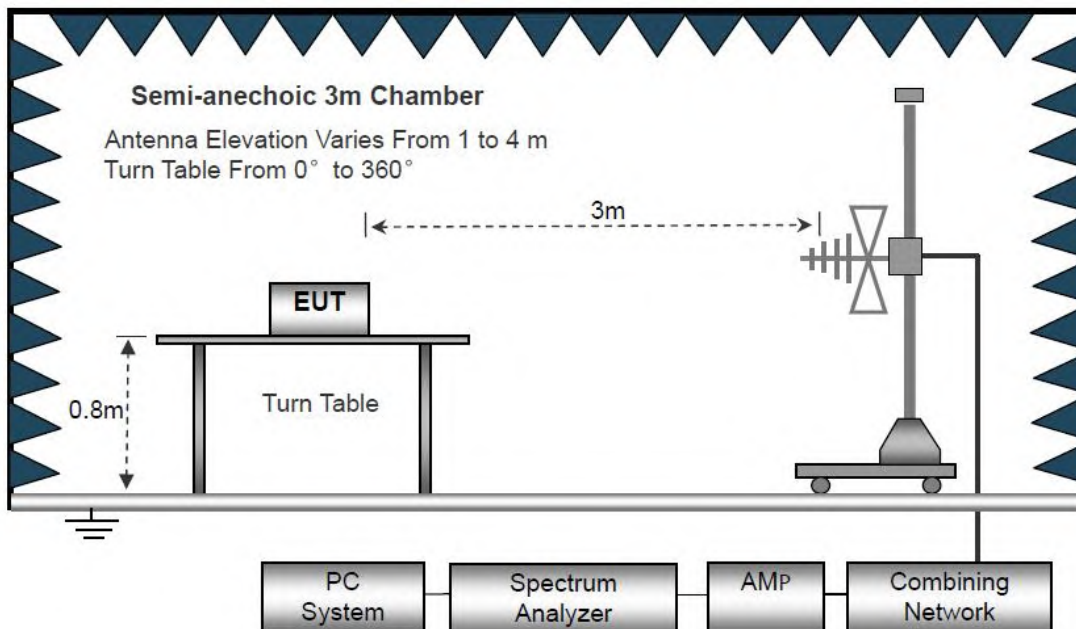 Semi-anechoic 3m Chamber
Antenna Elevation Varies From 1 to 4 m
Turn Table From 0° to 360°
3m
EUT
0.8m
Turn Table
PC
System
Spectrum
Analyzer
AMP
Combining
Network